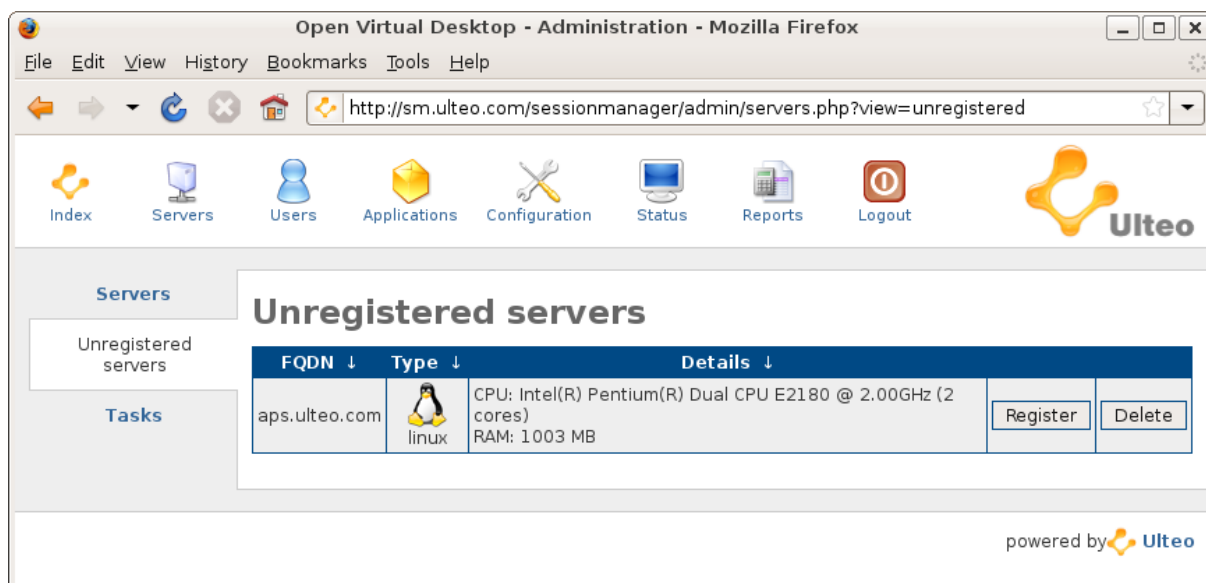 Open Virtual Desktop - Administration - Mozilla Firefox
File Edit View History Bookmarks Tools Help
http://sm.ulteo.com/sessionmanager/admin/servers.php?view=unregistered
Index Servers Users Applications Configuration Status Reports Logout
Ulteo
Servers
Unregistered
servers
Tasks
Unregistered servers
FQDN ↓ Type ↓ Details ↓
aps.ulteo.com linux CPU: Intel(R) Pentium(R) Dual CPU E2180 @ 2.00GHz (2
cores)
RAM: 1003 MB
Register Delete
powered by Ulteo